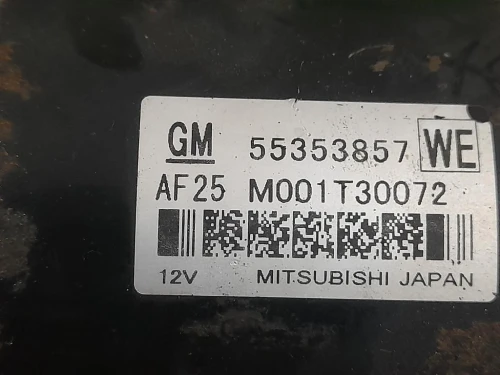 GM 55353857 WE
AF25 M001T30072
12V MITSUBISHI JAPAN